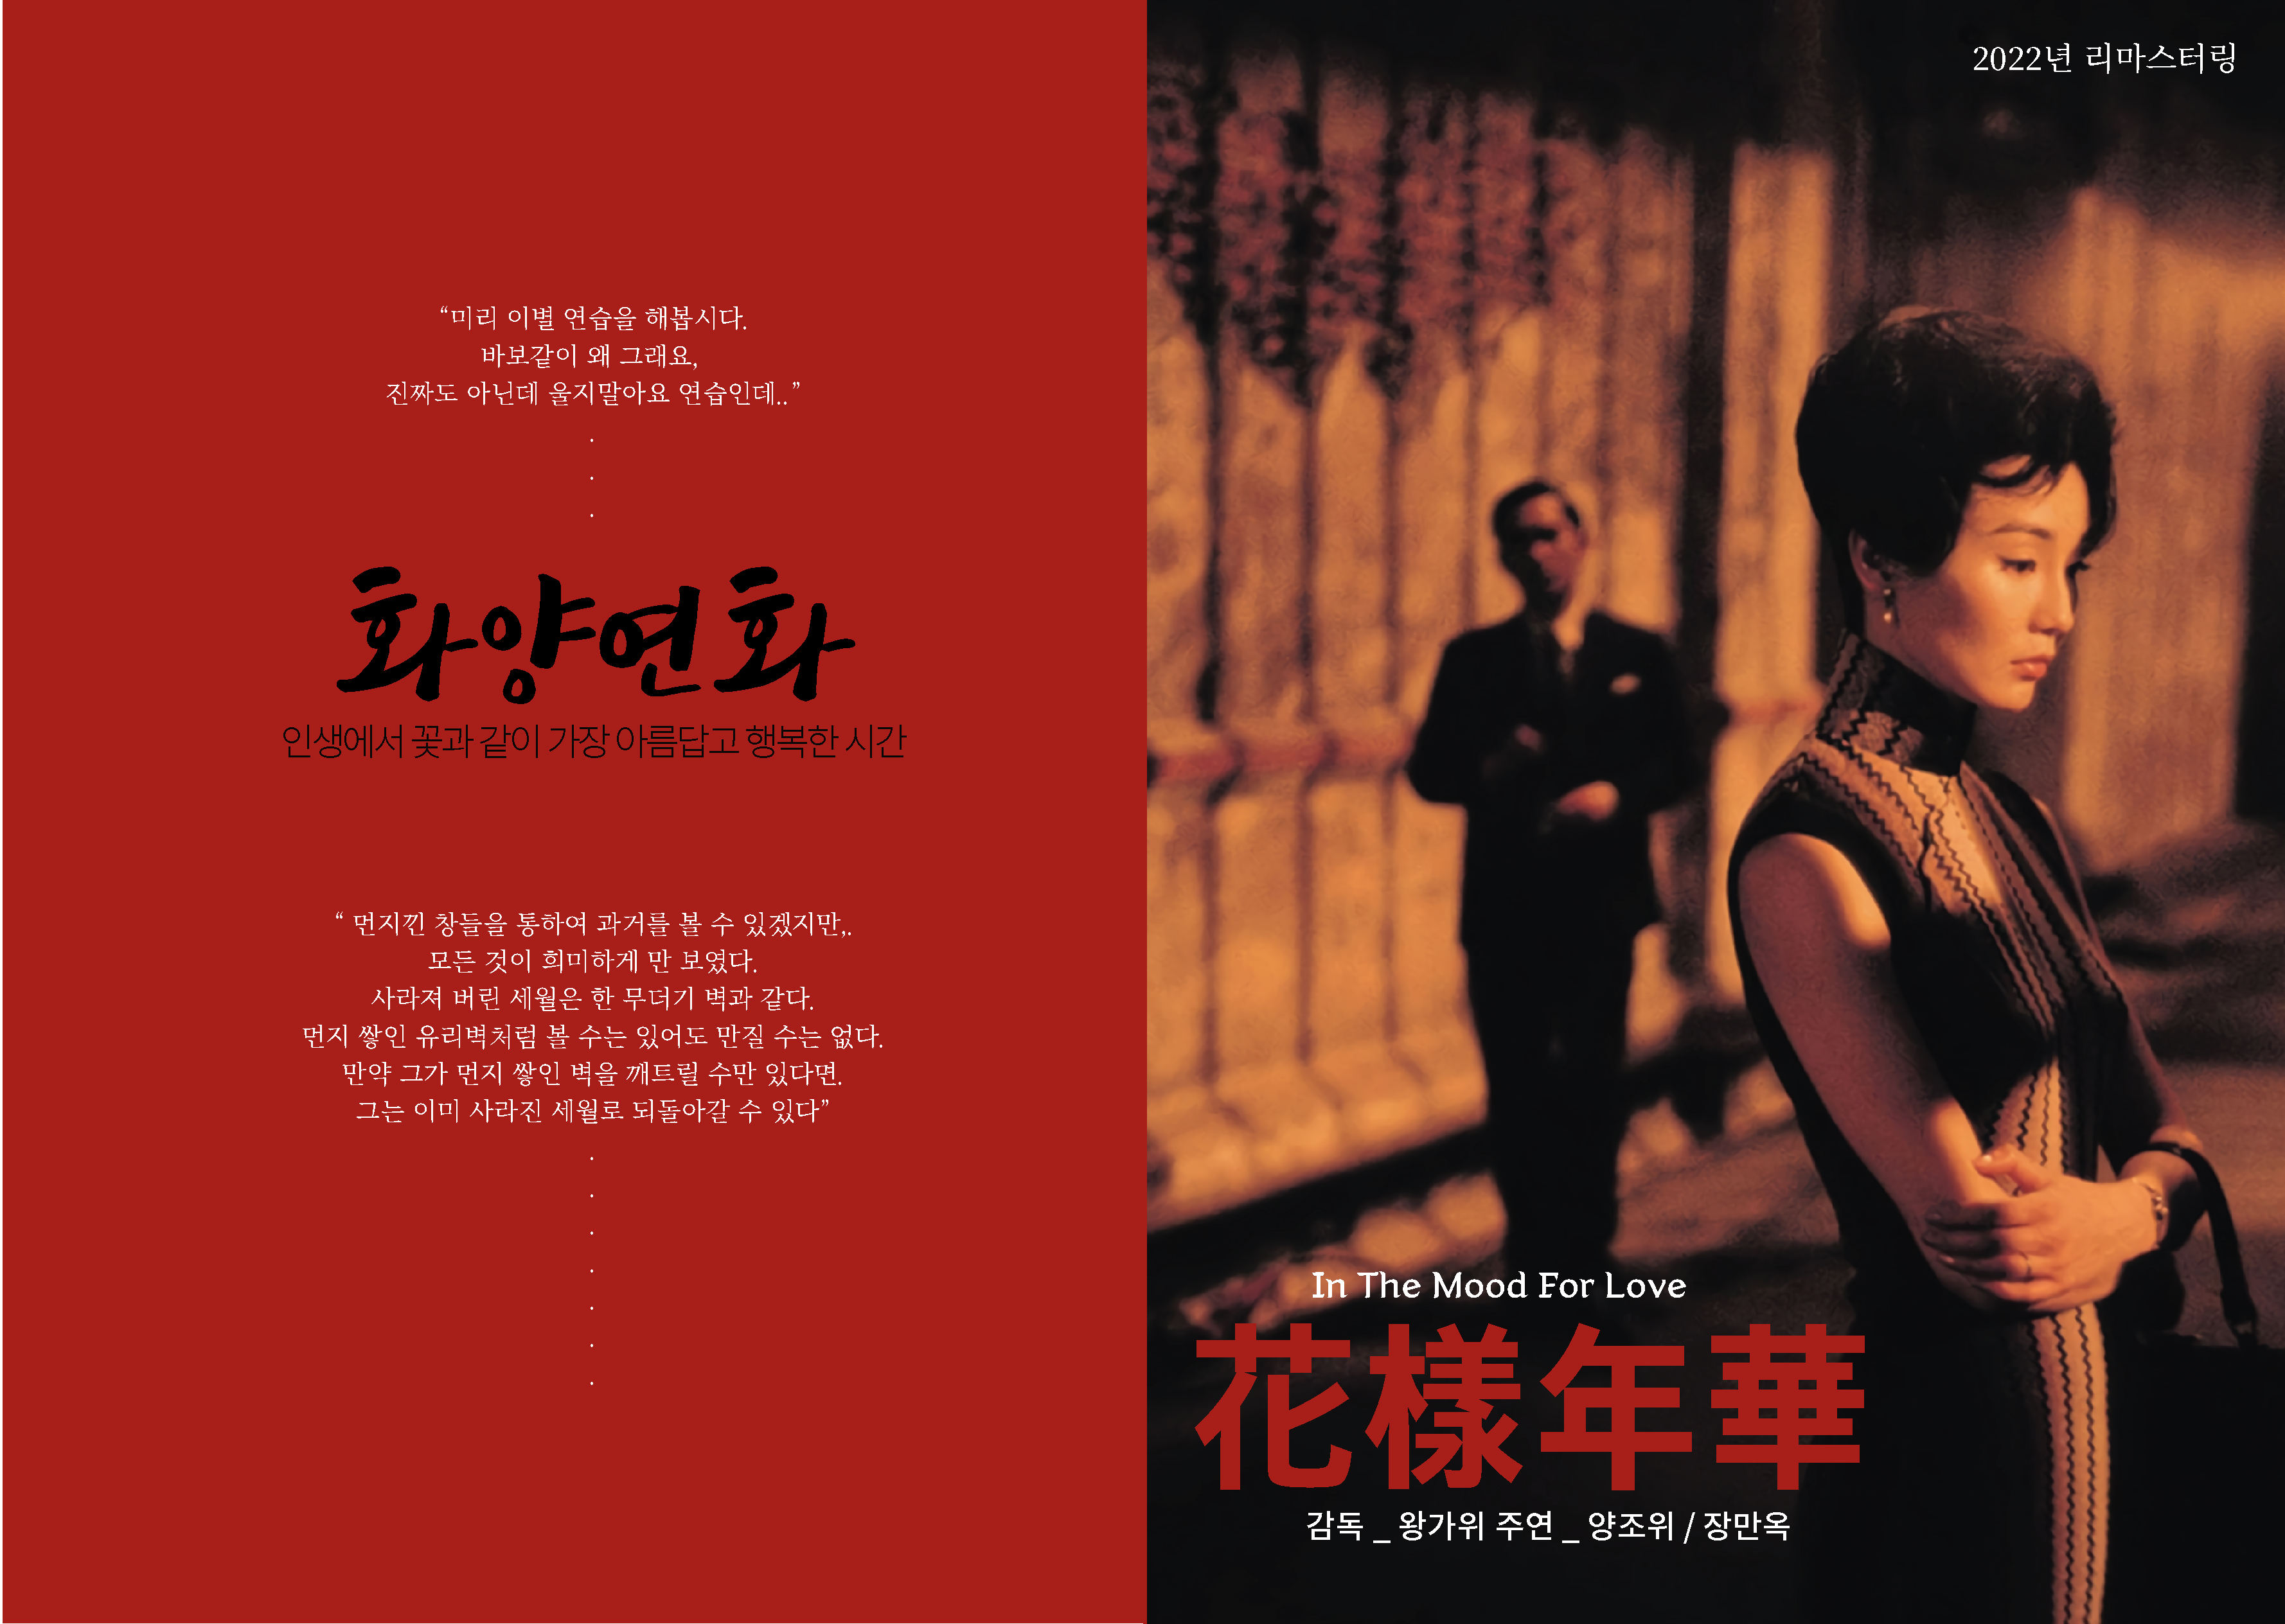 “미리 이별 연습을 해봅시다.
바보같이 왜 그래요,
진짜도 아닌데 울지말아요 연습인데..”
.
.
.
화양연화
인생에서 꽃과 같이 가장 아름답고 행복한 시간
“ 먼지낀 창들을 통하여 과거를 볼 수 있겠지만,.
모든 것이 희미하게 만 보였다.
사라져 버린 세월은 한 무더기 벽과 같다.
먼지 쌓인 유리벽처럼 볼 수는 있어도 만질 수는 없다.
만약 그가 먼지 쌓인 벽을 깨트릴 수만 있다면.
그는 이미 사라진 세월로 되돌아갈 수 있다”
.
.
.
.
.
.
.
2022년 리마스터링
In The Mood For Love
花樣年華
감독 _ 왕가위 주연 _ 양조위 / 장만옥